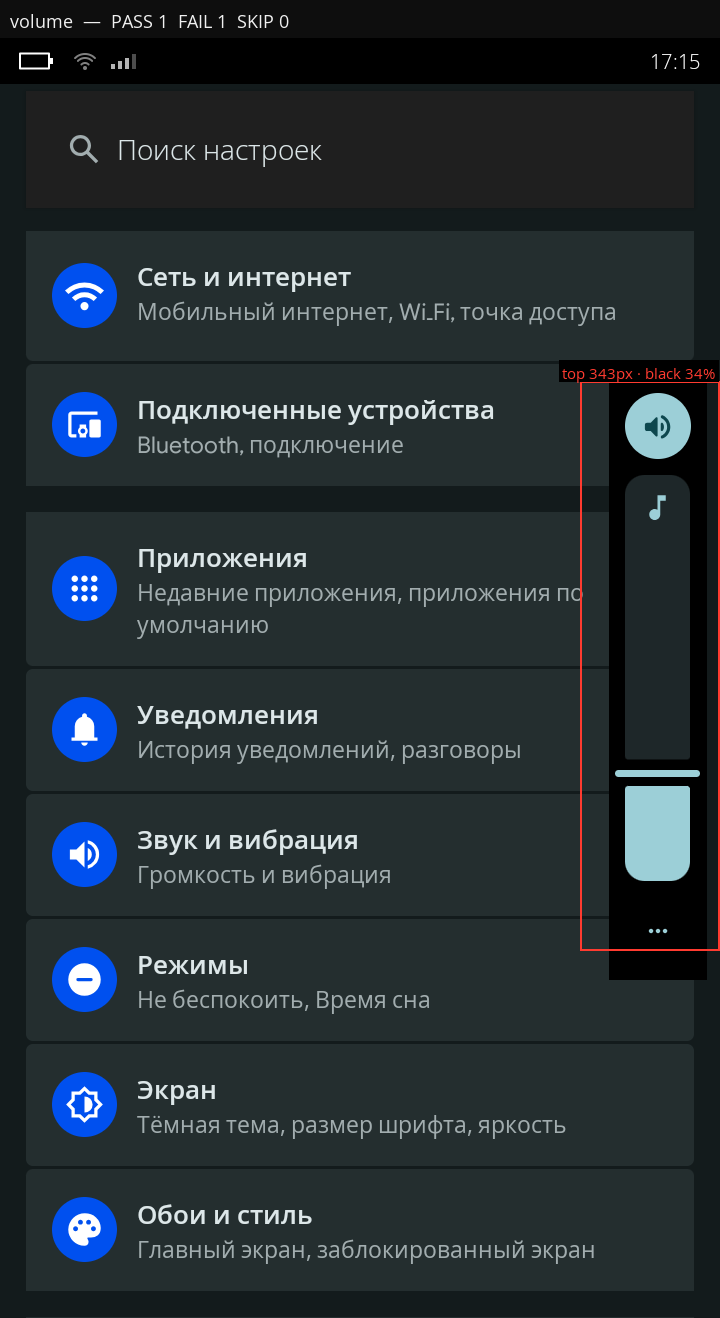 volume — PASS 1 FAIL 1 SKIP 0
17:15
Поиск настроек
Сеть и интернет
Мобильный интернет, Wi-Fi, точка доступа
top 343px · black 34%
Подключенные устройства
Bluetooth, подключение
Приложения
Недавние приложения, приложения по
умолчанию
Уведомления
История уведомлений, разговоры
Звук и вибрация
Громкость и вибрация
Режимы
Не беспокоить, Время сна
Экран
Тёмная тема, размер шрифта, яркость
Обои и стиль
Главный экран, заблокированный экран